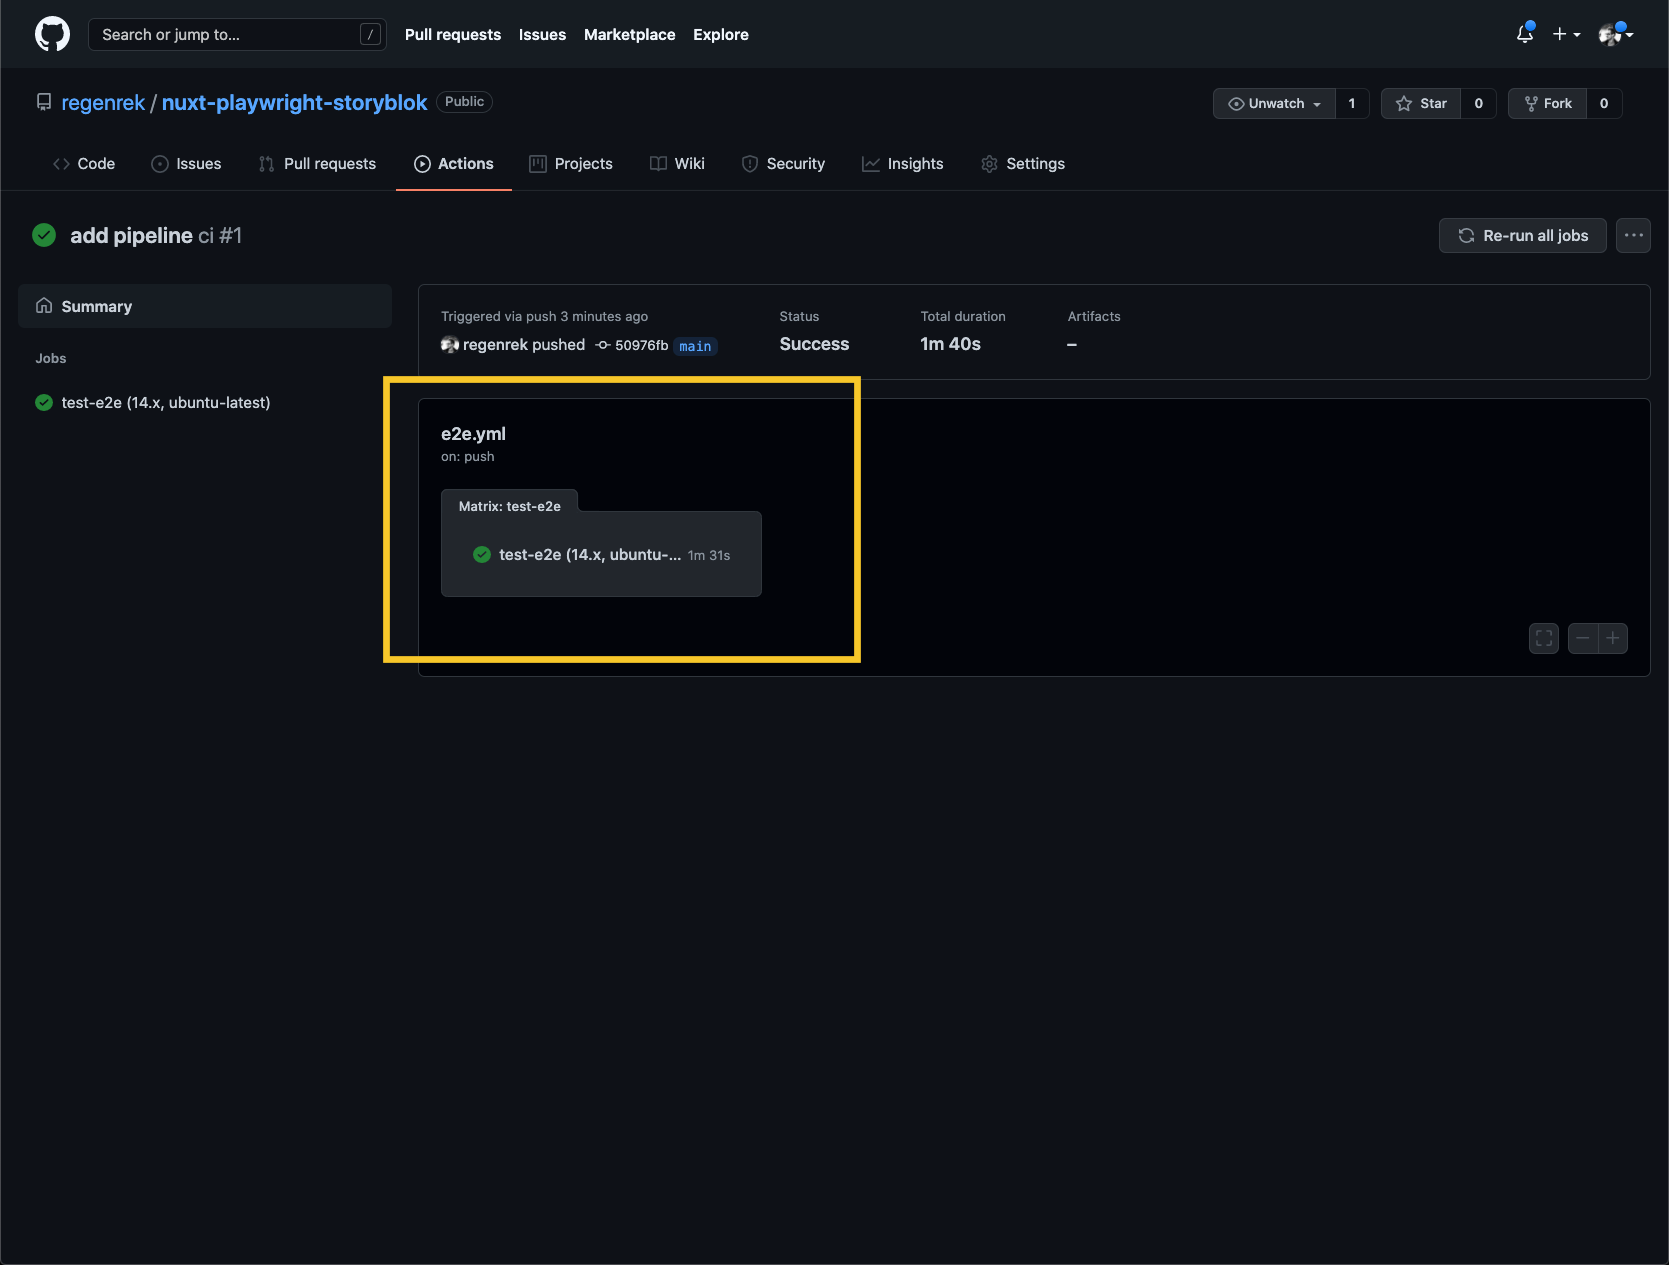 Search or jump to... /
Pull requests Issues Marketplace Explore
regenrek / nuxt-playwright-storyblok Public
Unwatch 1 Star 0 Fork 0
Code Issues Pull requests Actions Projects Wiki Security Insights Settings
add pipeline ci #1
Re-run all jobs
Summary
Triggered via push 3 minutes ago Status Total duration Artifacts
regenrek pushed 50976fb main Success 1m 40s –
Jobs
test-e2e (14.x, ubuntu-latest)
e2e.yml
on: push
Matrix: test-e2e
test-e2e (14.x, ubuntu-... 1m 31s